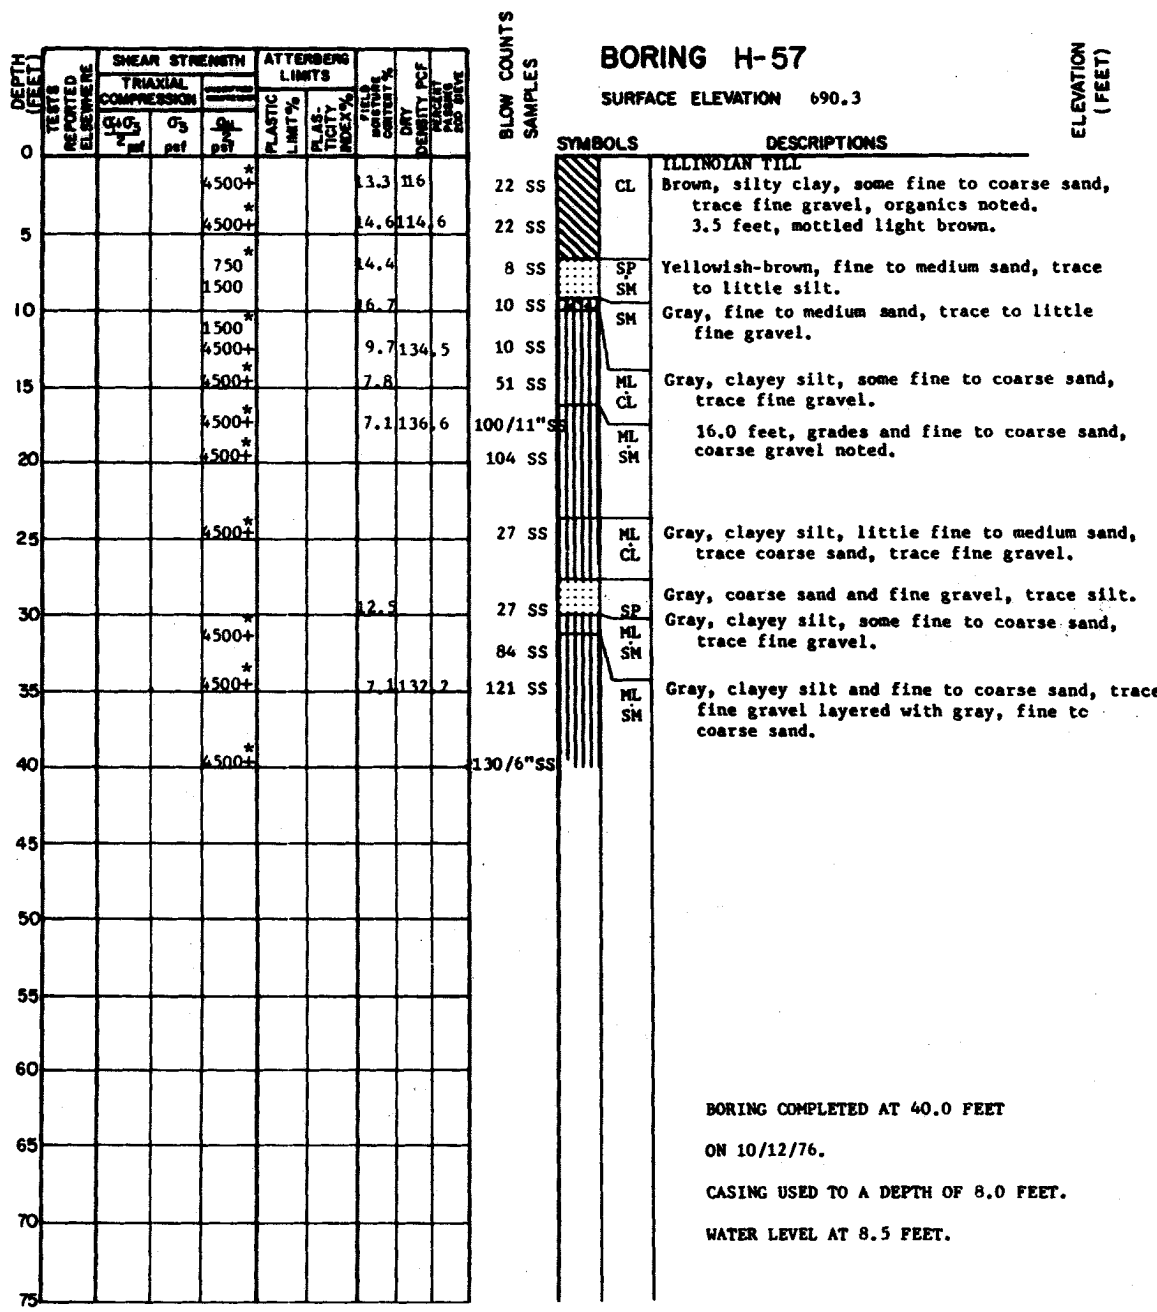 BORING H-57
SURFACE ELEVATION 690.3
DEPTH (FEET)
TESTS REPORTED ELSEWHERE
SHEAR STRENGTH
TRIAXIAL COMPRESSION
σ3
psf
psf
ATTERBERG LIMITS
PLASTIC LIMIT %
PLAS- TICITY INDEX %
FIELD MOISTURE CONTENT %
DRY DENSITY PCF
PERCENT PASSING 200 SIEVE
BLOW COUNTS
SAMPLES
SYMBOLS
DESCRIPTIONS
ELEVATION (FEET)
0
ILLINOIAN TILL
4500+* 13.3 116 22 SS CL Brown, silty clay, some fine to coarse sand,
trace fine gravel, organics noted.
4500+* 14.6 114.6 22 SS 3.5 feet, mottled light brown.
5
750* 14.4 8 SS SP Yellowish-brown, fine to medium sand, trace
1500 SM to little silt.
10 16.7 10 SS
SM Gray, fine to medium sand, trace to little
1500* fine gravel.
4500+ 9.7 134.5 10 SS
15 4500+* 7.8 51 SS ML Gray, clayey silt, some fine to coarse sand,
CL trace fine gravel.
4500+* 7.1 136.6 100/11"SS
ML 16.0 feet, grades and fine to coarse sand,
20 4500+* 104 SS SM coarse gravel noted.
25 4500+* 27 SS ML Gray, clayey silt, little fine to medium sand,
CL trace coarse sand, trace fine gravel.
Gray, coarse sand and fine gravel, trace silt.
30 12.5 27 SS SP
4500+* ML Gray, clayey silt, some fine to coarse sand,
84 SS SM trace fine gravel.
35 4500+* 7.1 132.2 121 SS ML Gray, clayey silt and fine to coarse sand, trace
SM fine gravel layered with gray, fine to
coarse sand.
40 4500+* 130/6"SS
45
50
55
60
BORING COMPLETED AT 40.0 FEET
65
ON 10/12/76.
CASING USED TO A DEPTH OF 8.0 FEET.
70
WATER LEVEL AT 8.5 FEET.
75